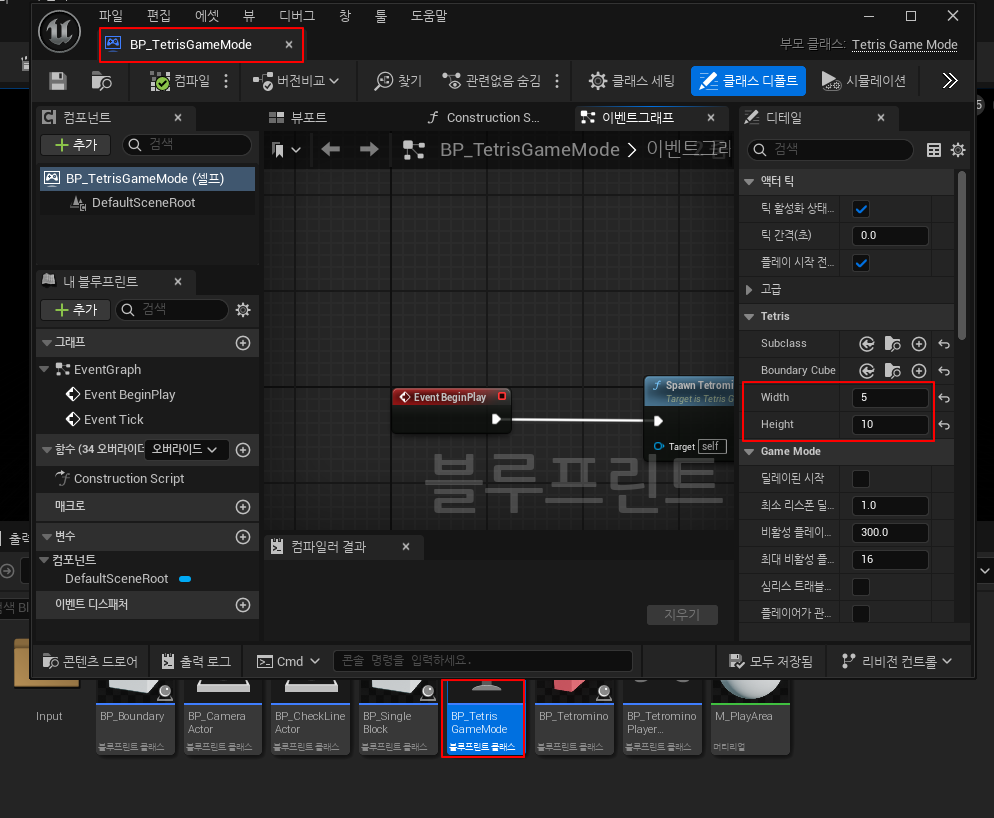 파일 편집 에셋 뷰 디버그 창 툴 도움말
BP_TetrisGameMode
부모 클래스: Tetris Game Mode
컴파일 버전비교 찾기 관련없음 숨김 클래스 세팅 클래스 디폴트 시뮬레이션
컴포넌트
추가 검색
BP_TetrisGameMode (셀프)
DefaultSceneRoot
내 블루프린트
추가 검색
그래프
EventGraph
Event BeginPlay
Event Tick
함수 (34 오버라이드 오버라이드
Construction Script
매크로
변수
컴포넌트
DefaultSceneRoot
이벤트 디스패처
뷰포트 Construction S... 이벤트그래프
BP_TetrisGameMode 이벤트그래
Event BeginPlay
Spawn Tetromi
Target is Tetris G
Target self
블루프린트
컴파일러 결과
지우기
디테일
검색
액터 틱
틱 활성화 상태...
틱 간격(초) 0.0
플레이 시작 전...
고급
Tetris
Subclass
Boundary Cube
Width 5
Height 10
Game Mode
딜레이된 시작
최소 리스폰 딜... 1.0
비활성 플레이... 300.0
최대 비활성 플... 16
심리스 트래블...
플레이어가 관...
콘텐츠 드로어 출력 로그 Cmd 콘솔 명령을 입력하세요. 모두 저장됨 리비전 컨트롤
출력
검색 Bl
Input
BP_Boundary
블루프린트 클래스
BP_Camera
Actor
블루프린트 클래스
BP_CheckLine
Actor
블루프린트 클래스
BP_Single
Block
블루프린트 클래스
BP_Tetris
GameMode
블루프린트 클래스
BP_Tetromino
블루프린트 클래스
BP_Tetromino
Player...
블루프린트 클래스
M_PlayArea
머티리얼